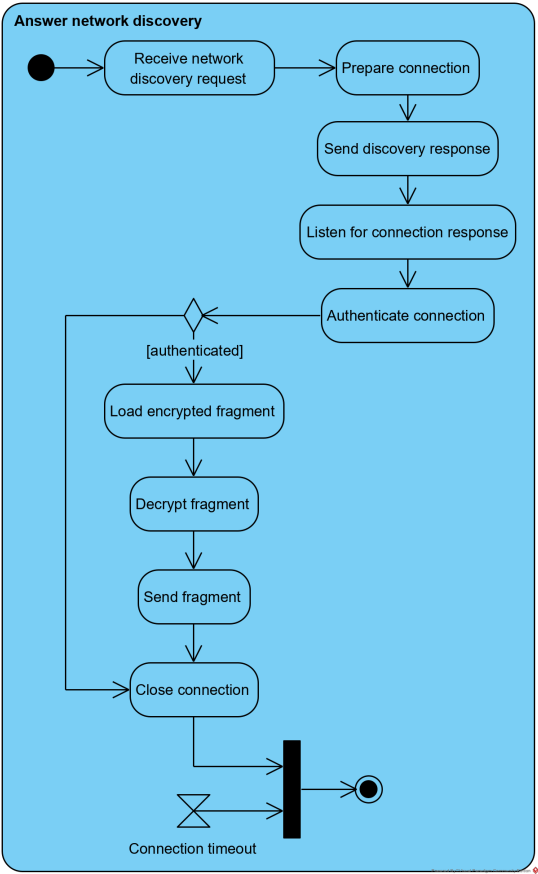 Answer network discovery
Receive network
discovery request
Prepare connection
Send discovery response
Listen for connection response
Authenticate connection
[authenticated]
Load encrypted fragment
Decrypt fragment
Send fragment
Close connection
Connection timeout